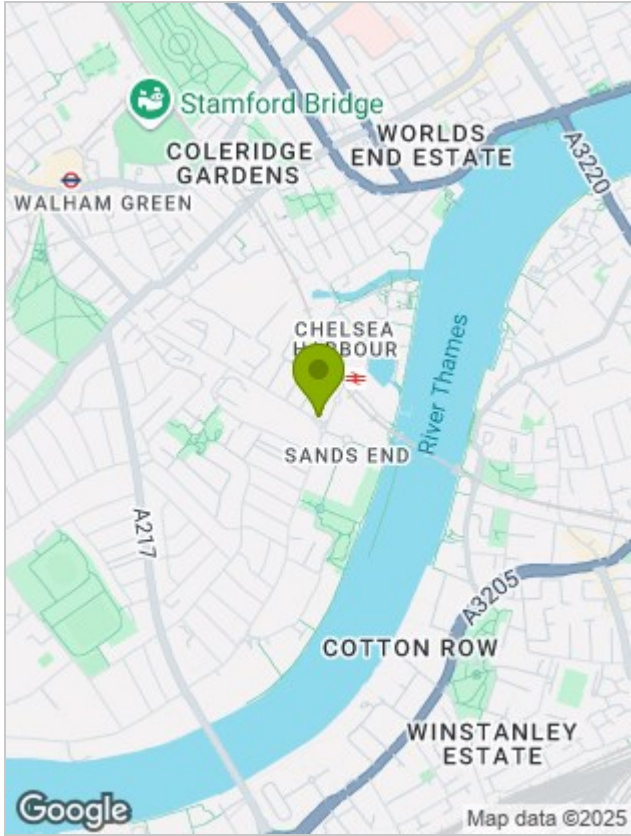 Stamford Bridge
WORLDS
END ESTATE
COLERIDGE
GARDENS
A3220
WALHAM GREEN
River Thames
CHELSEA
HARBOUR
SANDS END
A217
A3205
COTTON ROW
WINSTANLEY
ESTATE
Google
Map data ©2025